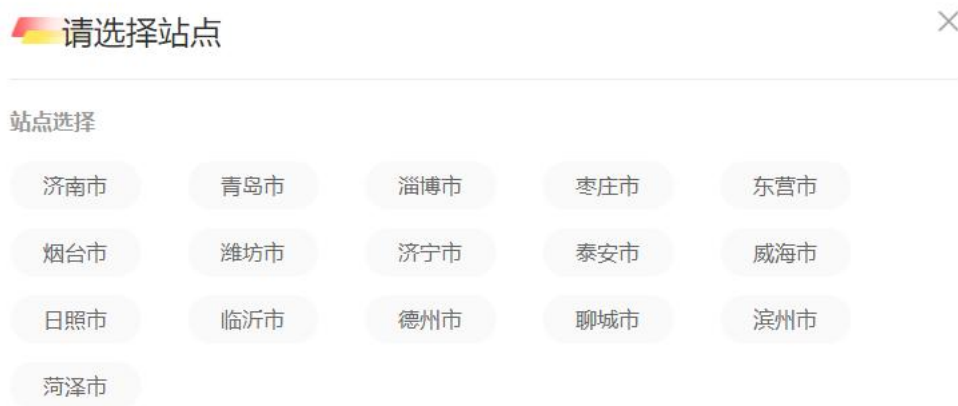 请选择站点
站点选择
济南市 青岛市 淄博市 枣庄市 东营市
烟台市 潍坊市 济宁市 泰安市 威海市
日照市 临沂市 德州市 聊城市 滨州市
菏泽市